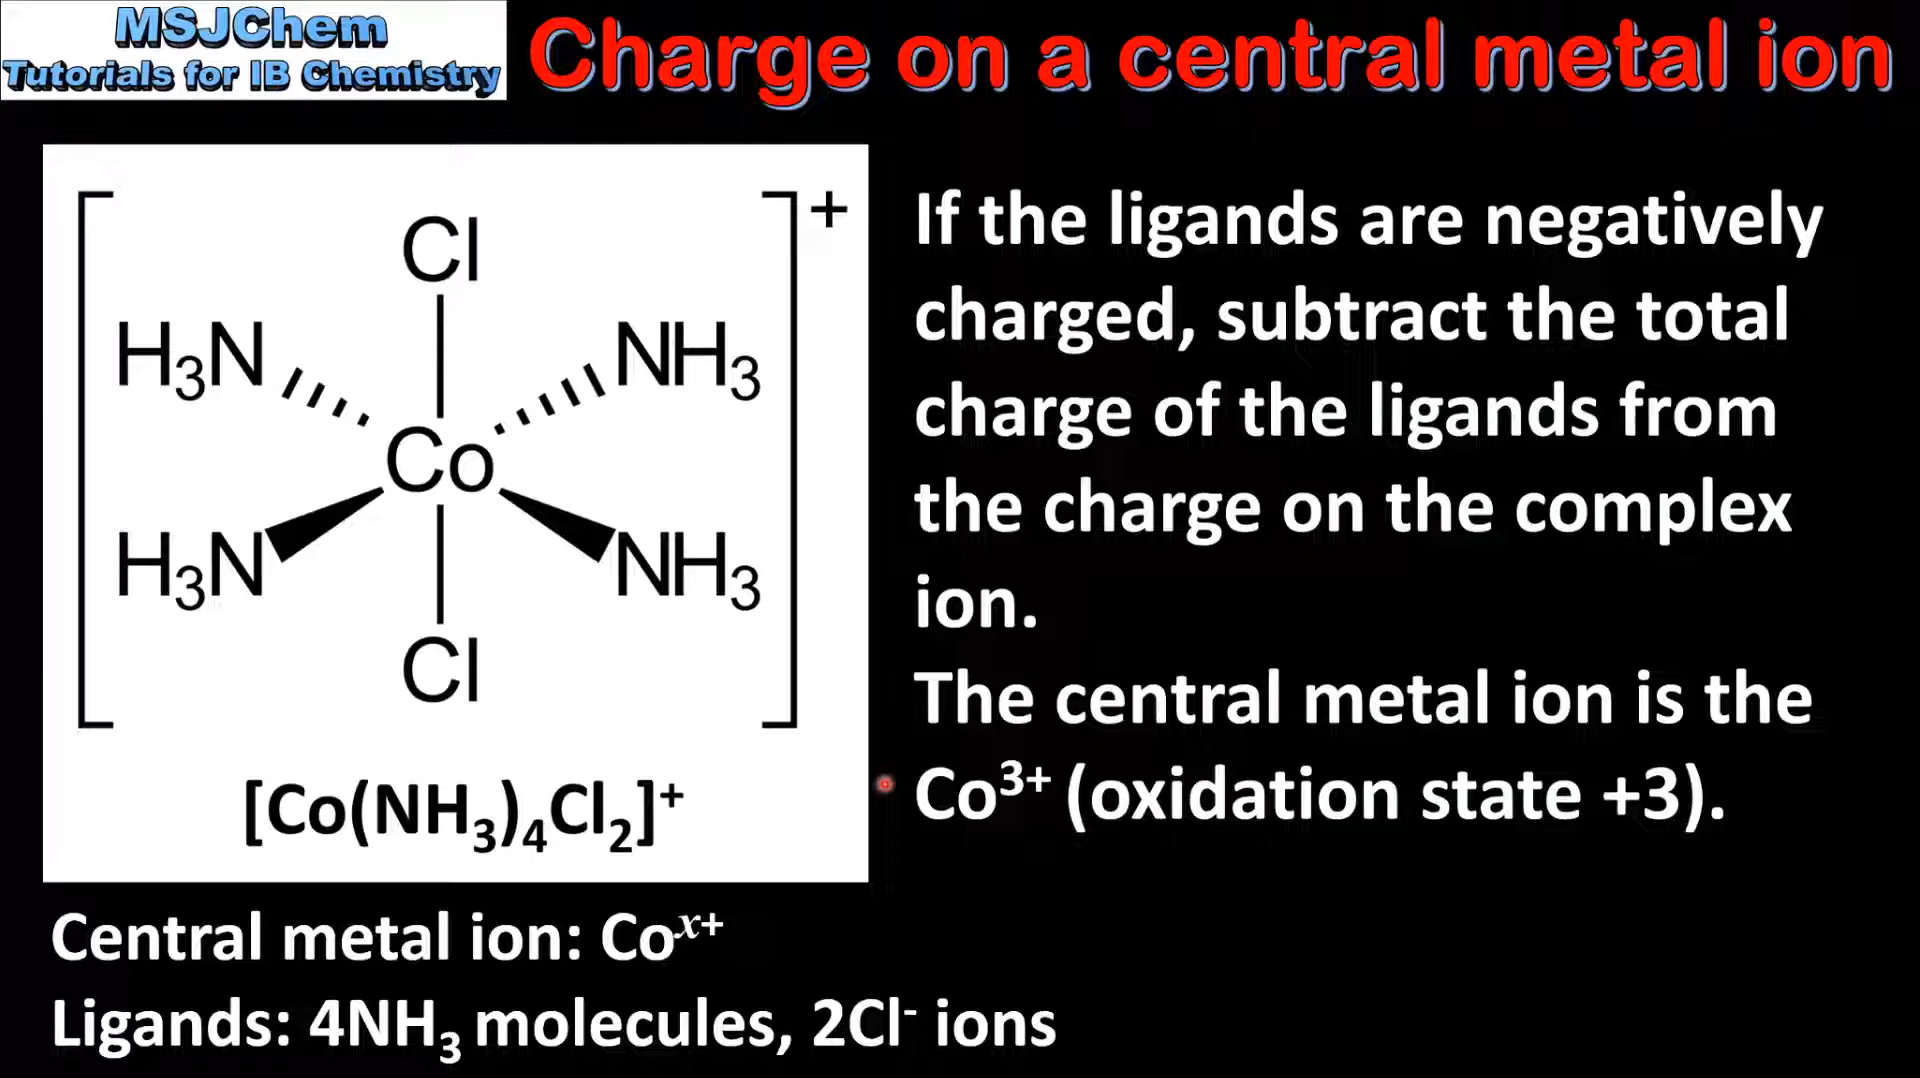 MSJChem
Tutorials for IB Chemistry
Charge on a central metal ion
[ Cl ]⁺
H₃N NH₃
Co
H₃N NH₃
Cl
[Co(NH₃)₄Cl₂]⁺
If the ligands are negatively
charged, subtract the total
charge of the ligands from
the charge on the complex
ion.
The central metal ion is the
Co³⁺ (oxidation state +3).
Central metal ion: Coˣ⁺
Ligands: 4NH₃ molecules, 2Cl⁻ ions